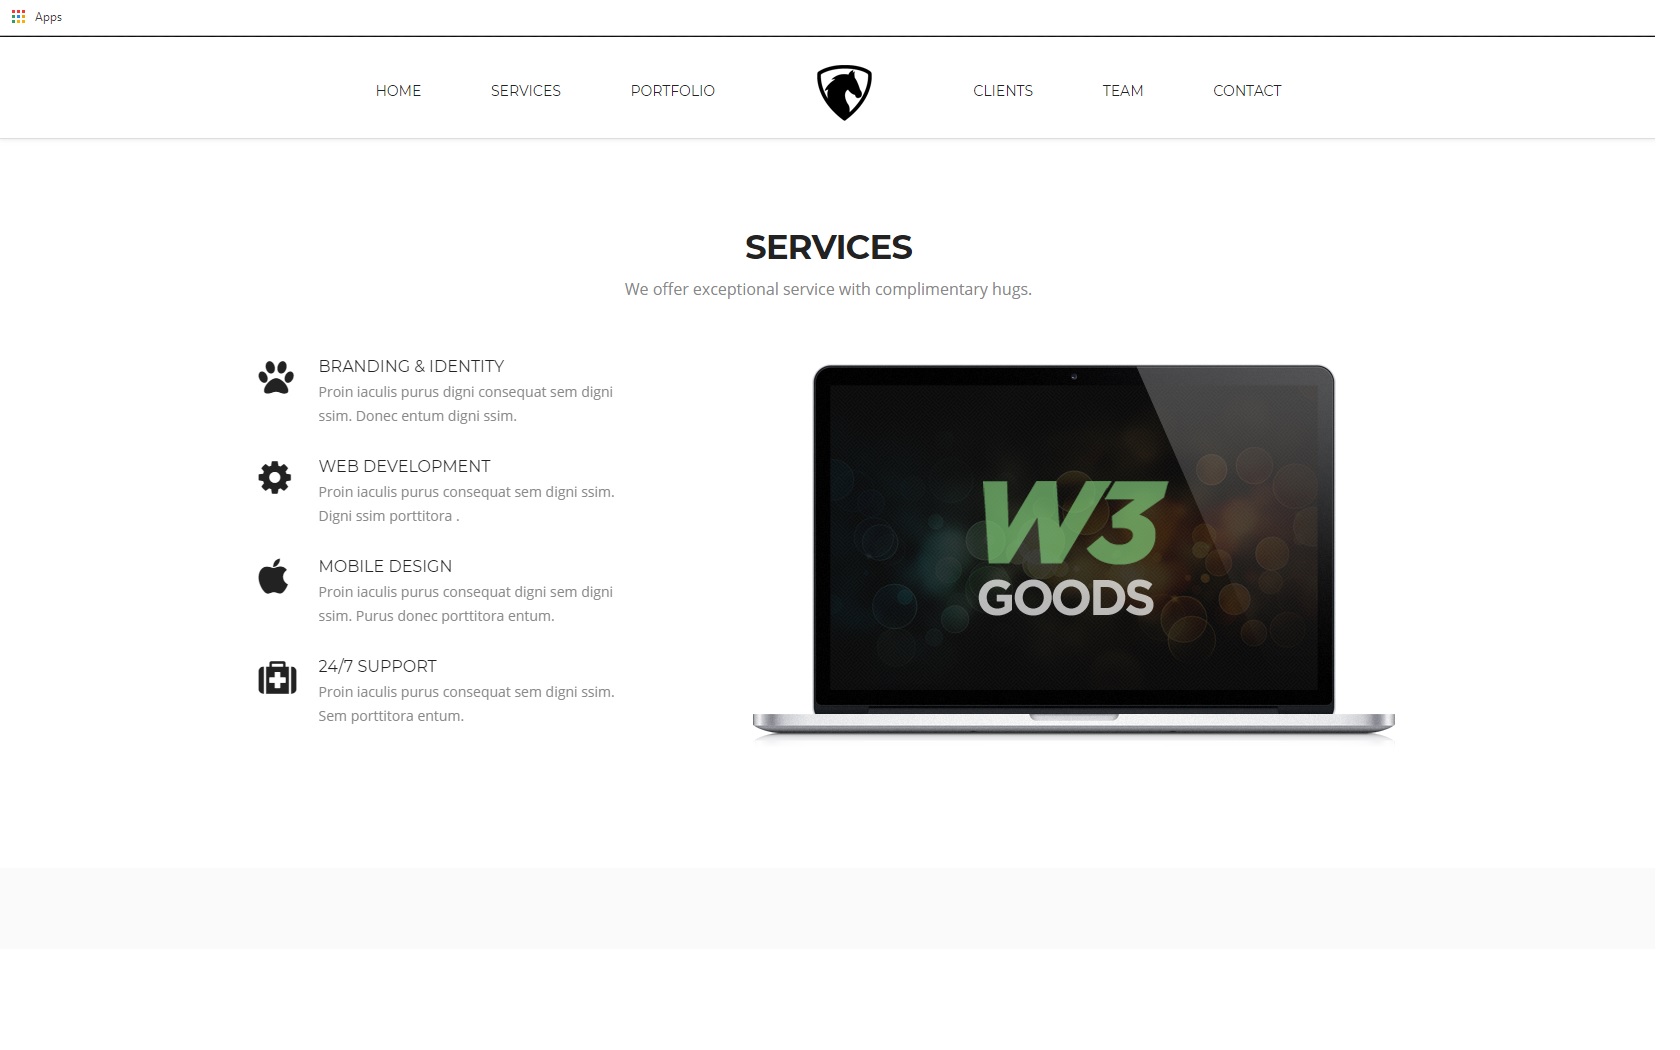 Apps
HOME SERVICES PORTFOLIO CLIENTS TEAM CONTACT
SERVICES
We offer exceptional service with complimentary hugs.
BRANDING & IDENTITY
Proin iaculis purus digni consequat sem digni
ssim. Donec entum digni ssim.
WEB DEVELOPMENT
Proin iaculis purus consequat sem digni ssim.
Digni ssim porttitora .
MOBILE DESIGN
Proin iaculis purus consequat digni sem digni
ssim. Purus donec porttitora entum.
24/7 SUPPORT
Proin iaculis purus consequat sem digni ssim.
Sem porttitora entum.
W3
GOODS